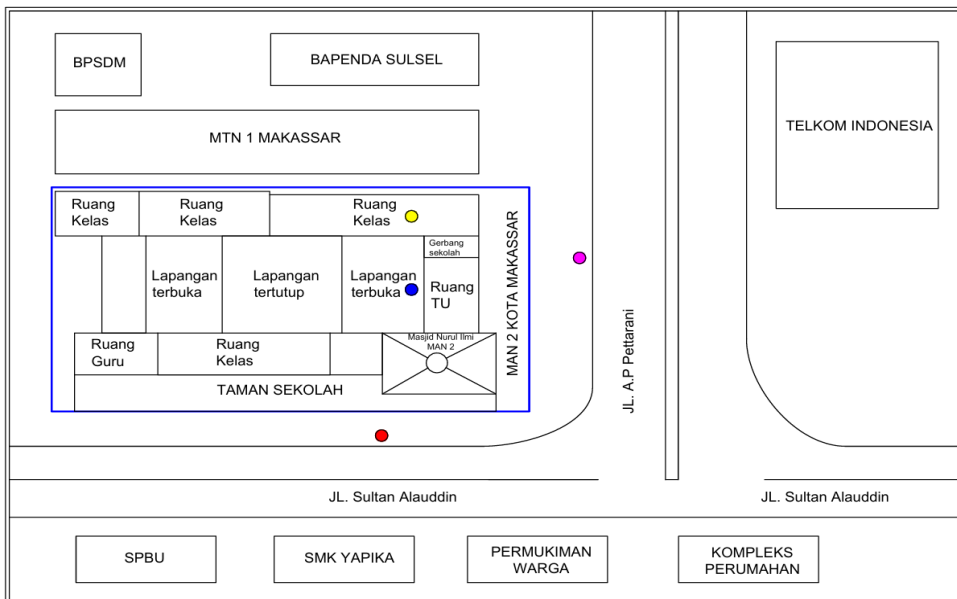 BPSDM
BAPENDA SULSEL
TELKOM INDONESIA
MTN 1 MAKASSAR
Ruang
Kelas
Ruang
Kelas
Ruang
Kelas
Gerbang
sekolah
Lapangan
terbuka
Lapangan
tertutup
Lapangan
terbuka
Ruang
TU
MAN 2 KOTA MAKASSAR
Ruang
Guru
Ruang
Kelas
Masjid Nurul Ilmi
MAN 2
TAMAN SEKOLAH
JL. A.P Pettarani
JL. Sultan Alauddin
JL. Sultan Alauddin
SPBU
SMK YAPIKA
PERMUKIMAN
WARGA
KOMPLEKS
PERUMAHAN